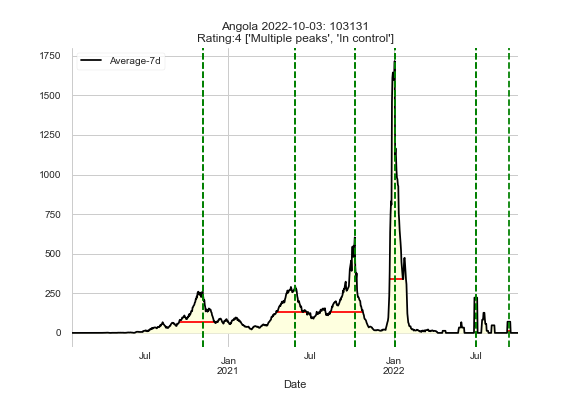 Angola 2022-10-03: 103131
Rating:4 ['Multiple peaks', 'In control']
Average-7d
1750
1500
1250
1000
750
500
250
0
Jul
Jan
2021
Jul
Jan
2022
Jul
Date